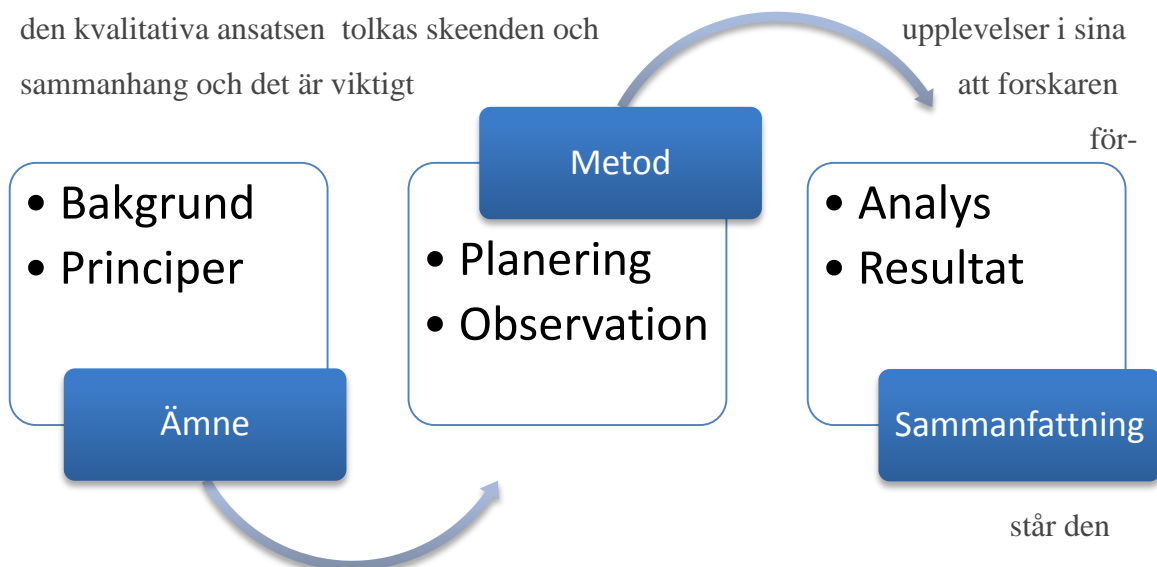 den kvalitativa ansatsen  tolkas skeenden och upplevelser i sina
sammanhang och det är viktigt att forskaren
för-
• Bakgrund
• Principer
Ämne
Metod
• Planering
• Observation
• Analys
• Resultat
Sammanfattning
står den